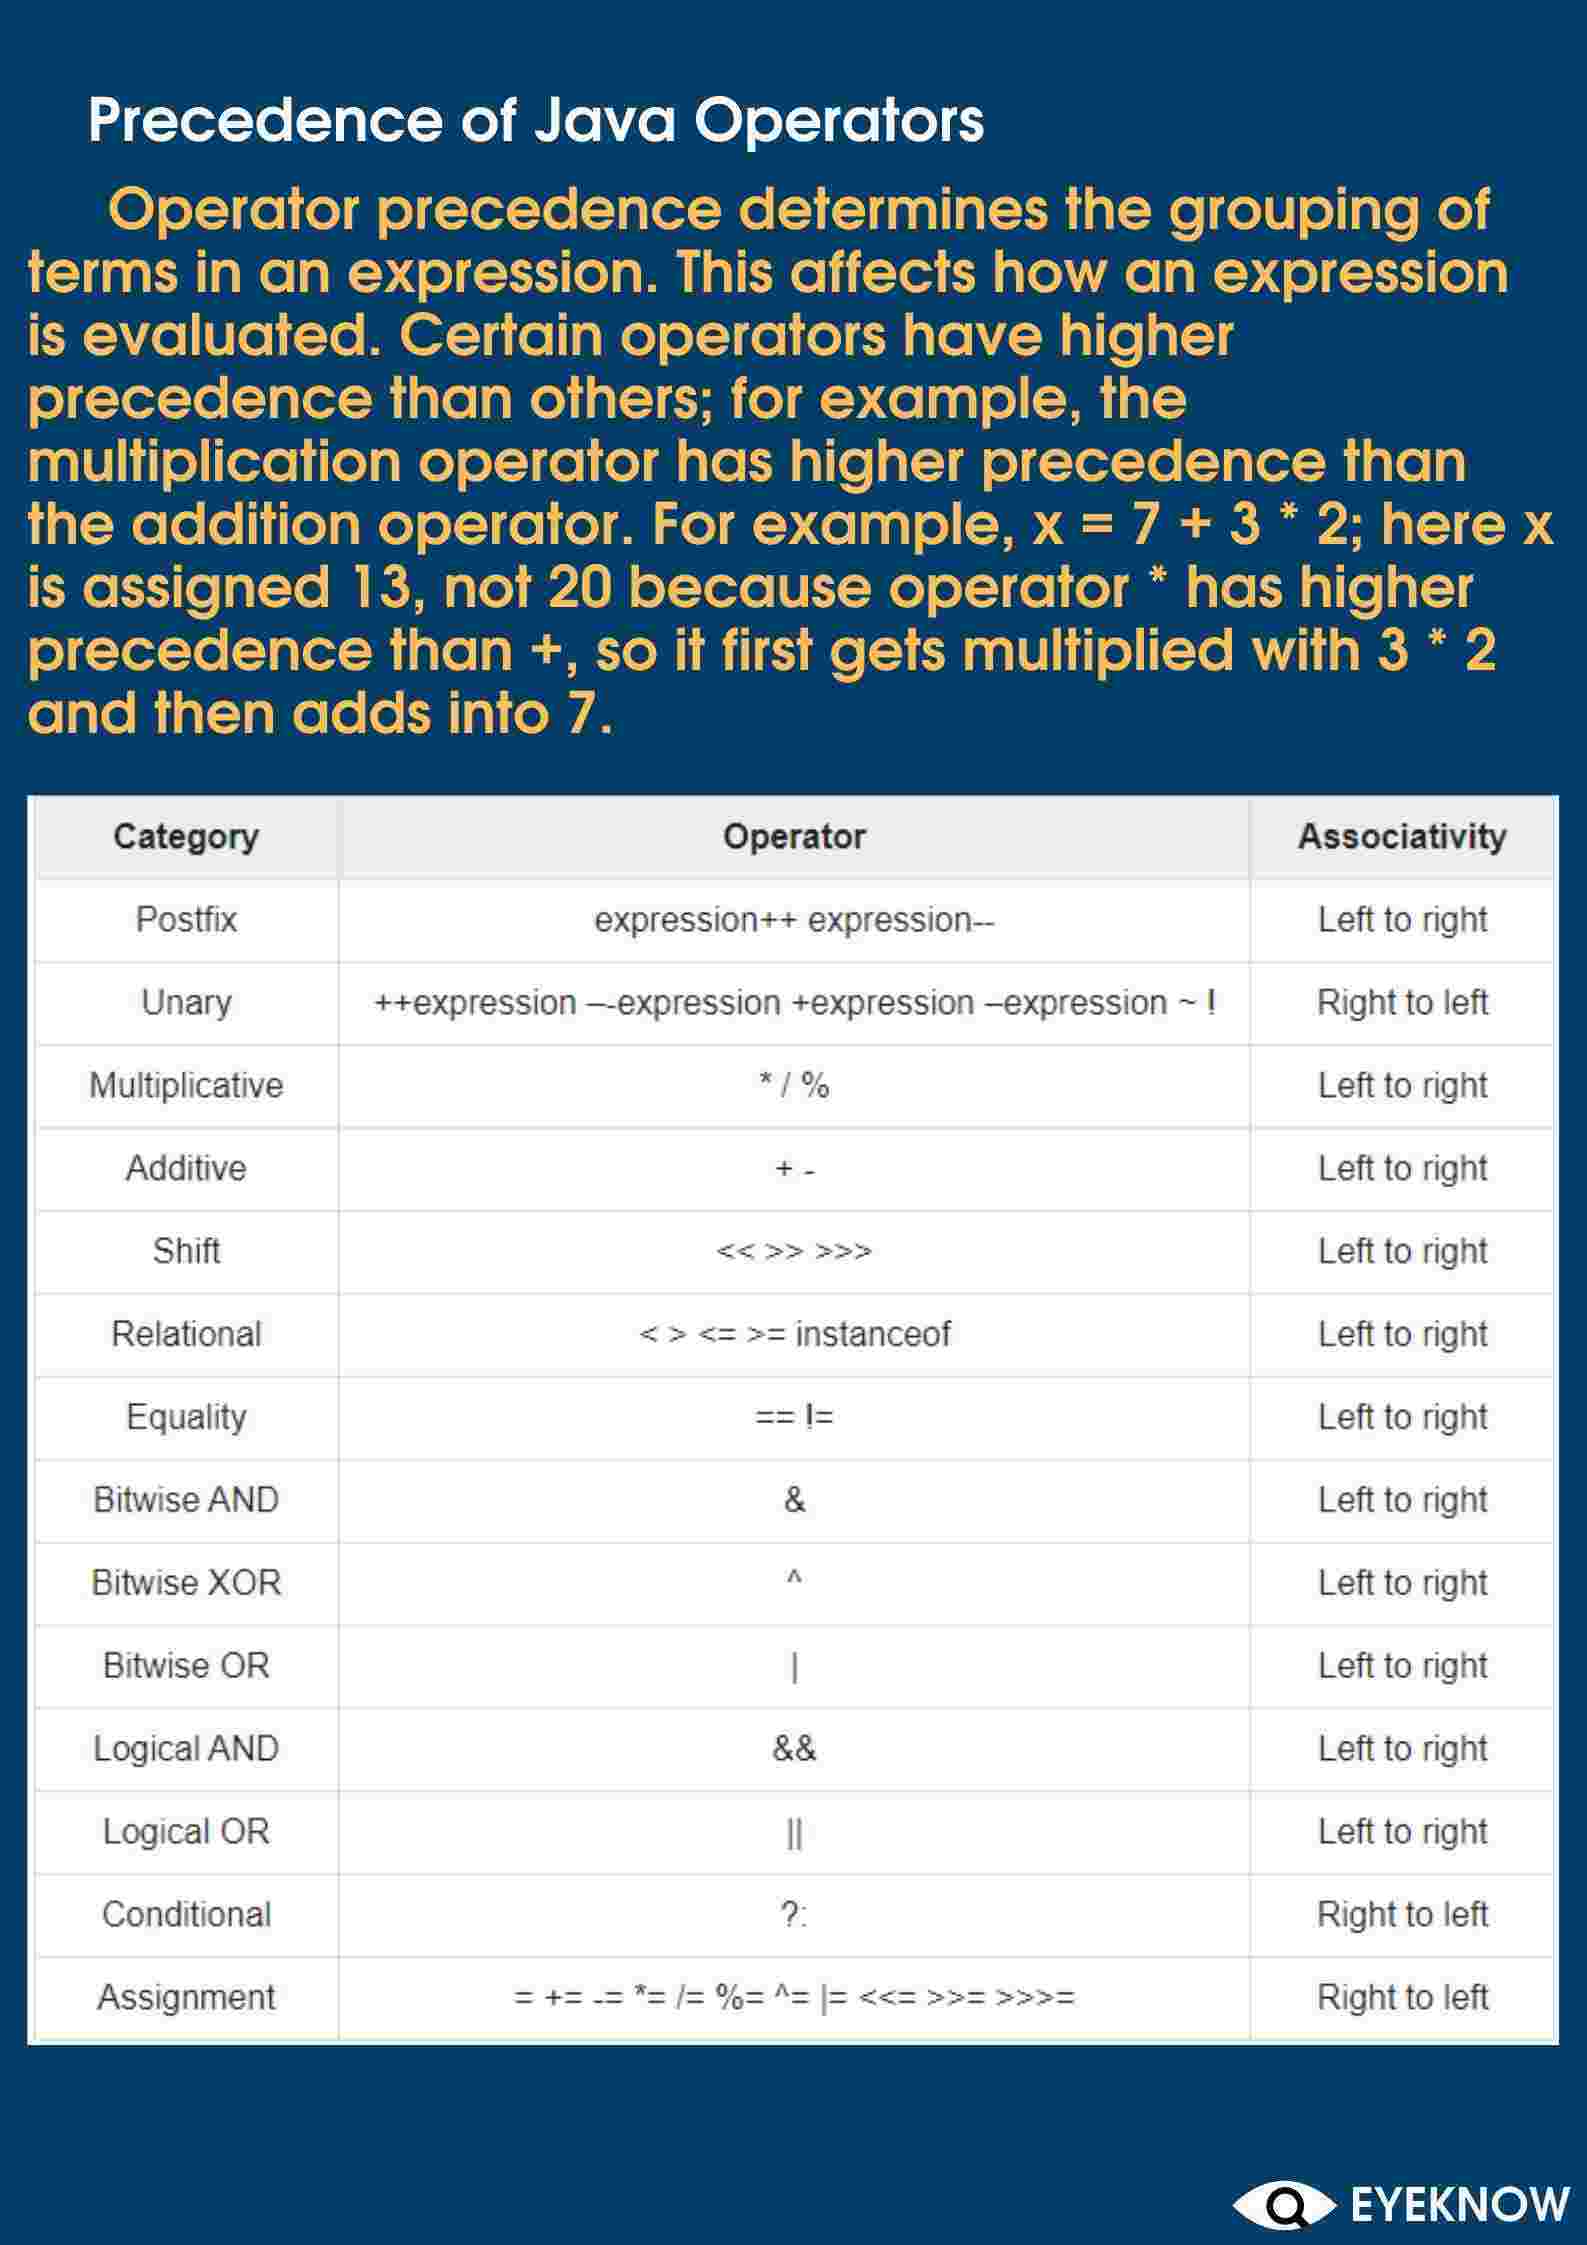 Precedence of Java Operators
Operator precedence determines the grouping of
terms in an expression. This affects how an expression
is evaluated. Certain operators have higher
precedence than others; for example, the
multiplication operator has higher precedence than
the addition operator. For example, x = 7 + 3 * 2; here x
is assigned 13, not 20 because operator * has higher
precedence than +, so it first gets multiplied with 3 * 2
and then adds into 7.
Category Operator Associativity
Postfix expression++ expression-- Left to right
Unary ++expression –-expression +expression –expression ~ ! Right to left
Multiplicative * / % Left to right
Additive + - Left to right
Shift << >> >>> Left to right
Relational < > <= >= instanceof Left to right
Equality == != Left to right
Bitwise AND & Left to right
Bitwise XOR ^ Left to right
Bitwise OR | Left to right
Logical AND && Left to right
Logical OR || Left to right
Conditional ?: Right to left
Assignment = += -= *= /= %= ^= |= <<= >>= >>>= Right to left
EYEKNOW